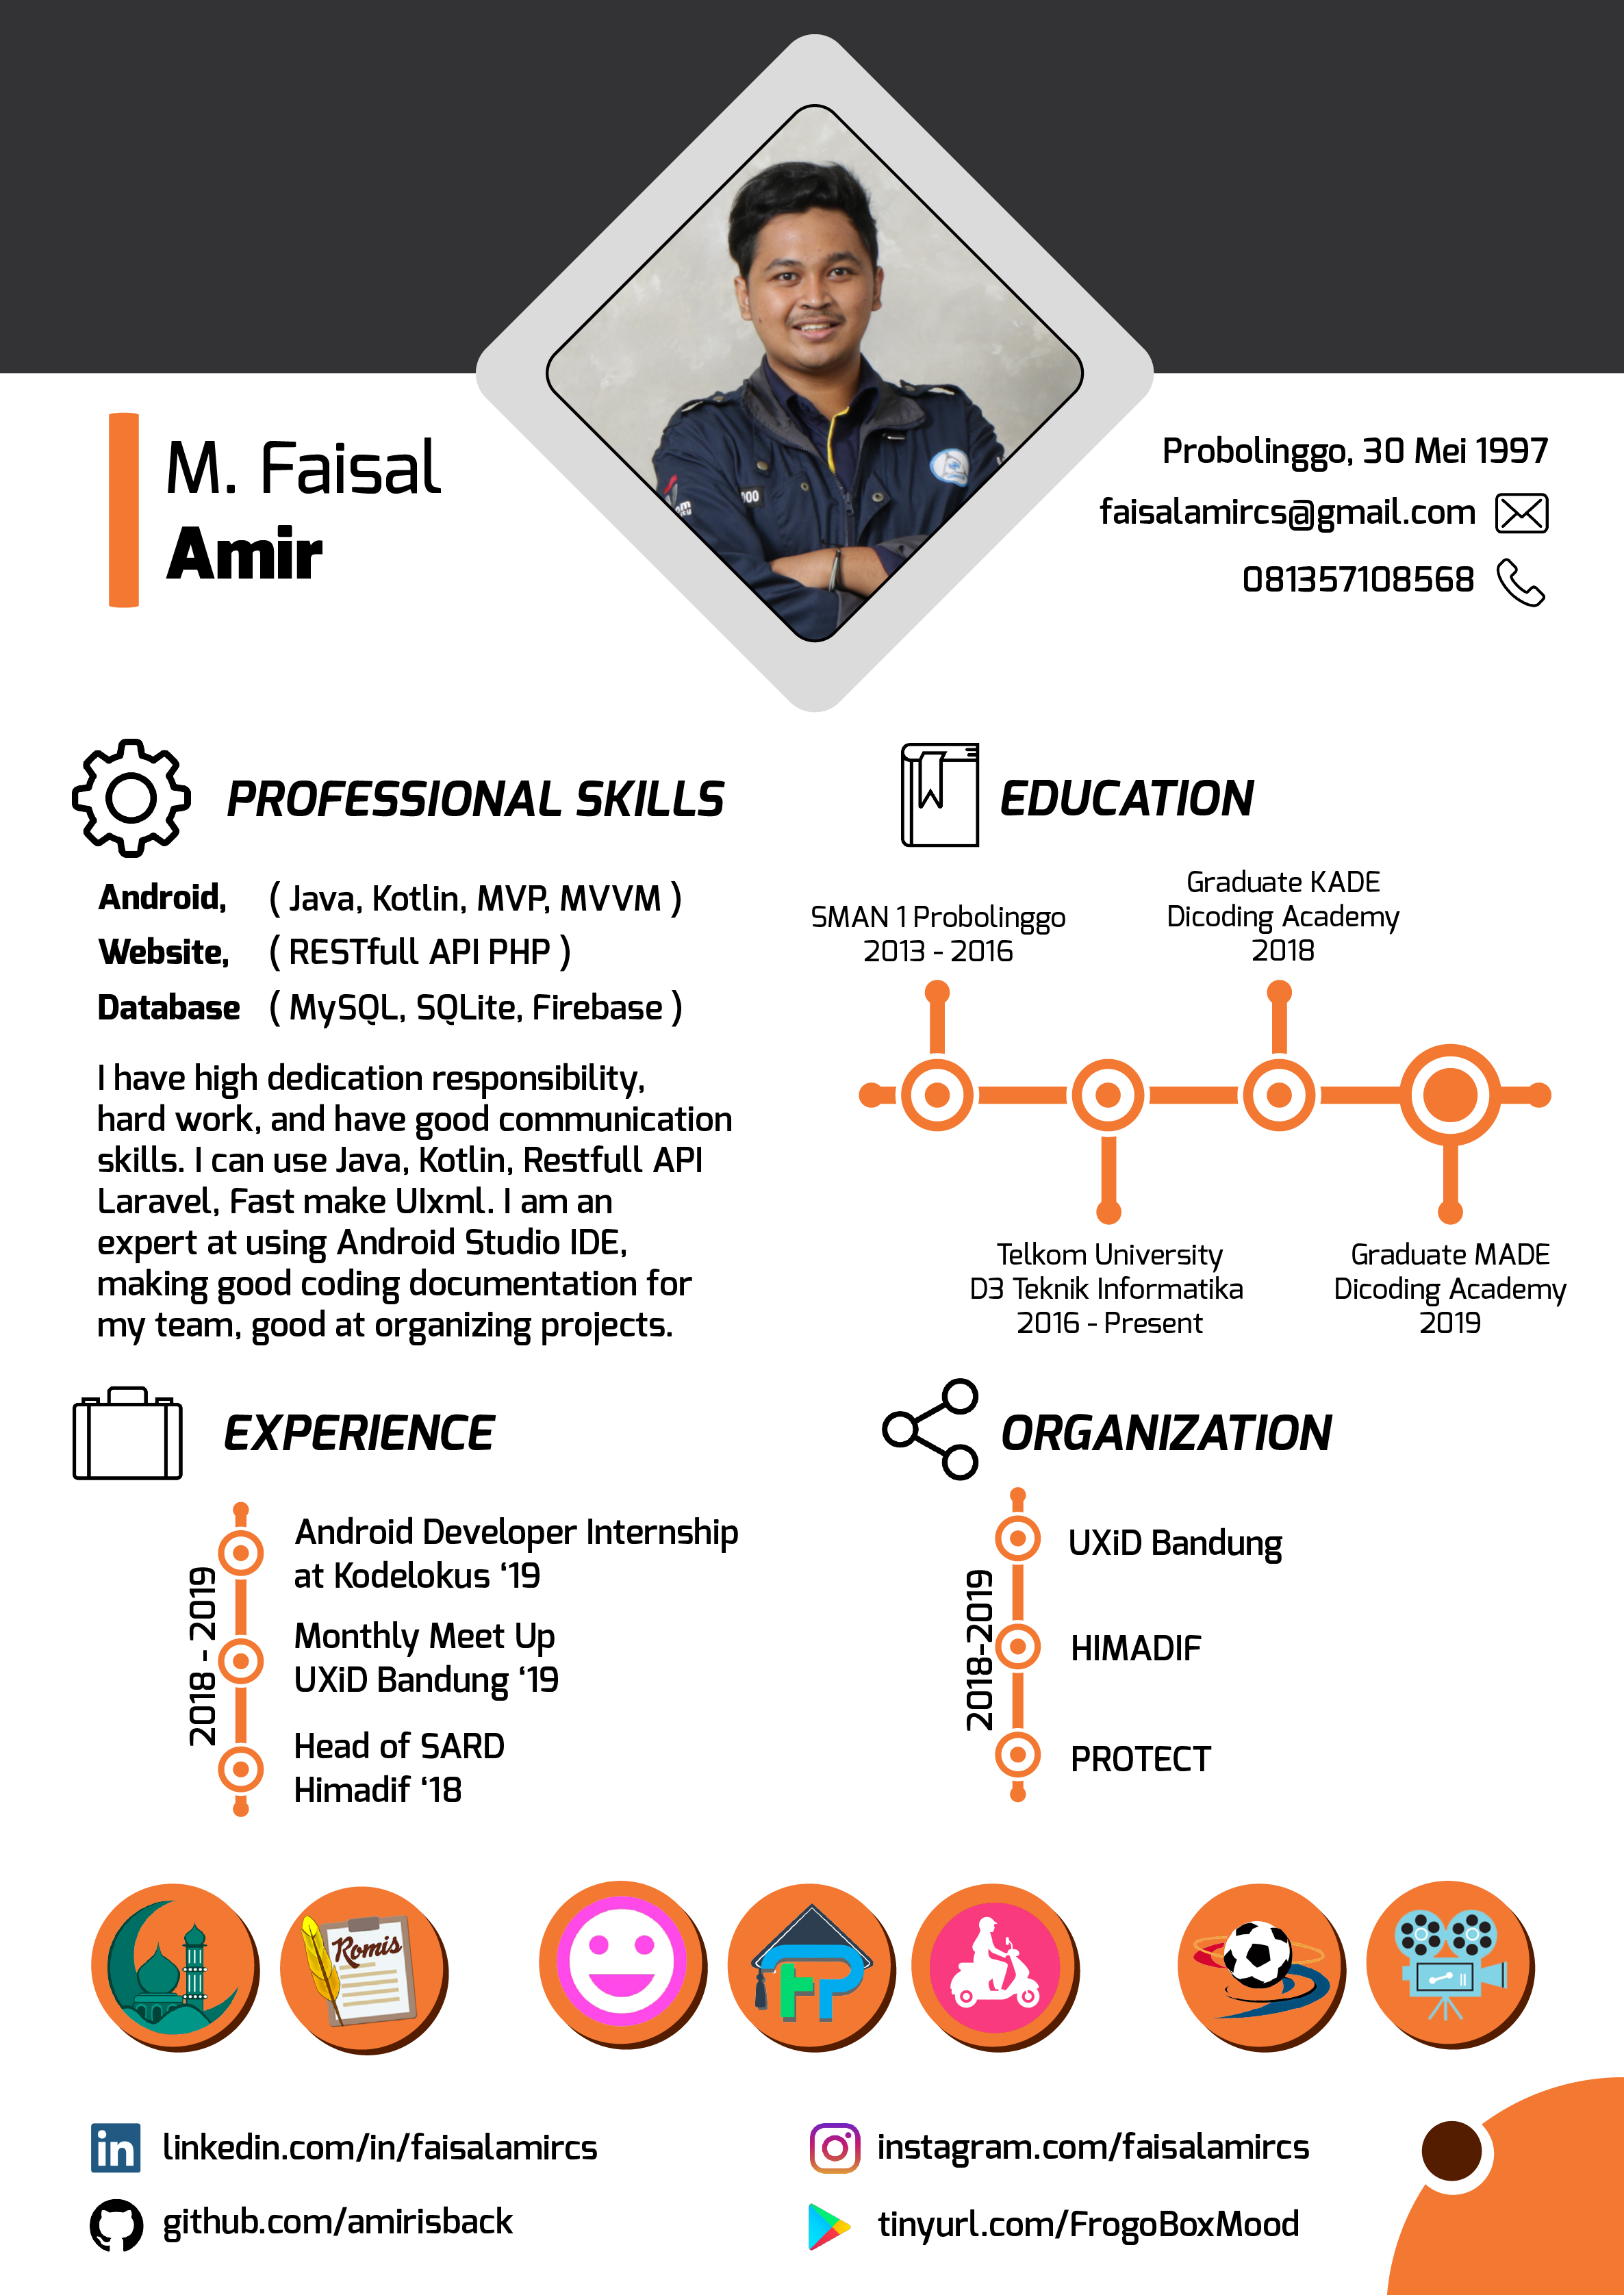 M. Faisal
Amir
Probolinggo, 30 Mei 1997
faisalamircs@gmail.com
081357108568
PROFESSIONAL SKILLS
Android, ( Java, Kotlin, MVP, MVVM )
Website, ( RESTfull API PHP )
Database ( MySQL, SQLite, Firebase )
I have high dedication responsibility,
hard work, and have good communication
skills. I can use Java, Kotlin, Restfull API
Laravel, Fast make UIxml. I am an
expert at using Android Studio IDE,
making good coding documentation for
my team, good at organizing projects.
EDUCATION
SMAN 1 Probolinggo
2013 - 2016
Graduate KADE
Dicoding Academy
2018
Telkom University
D3 Teknik Informatika
2016 - Present
Graduate MADE
Dicoding Academy
2019
EXPERIENCE
2018 - 2019
Android Developer Internship
at Kodelokus ‘19
Monthly Meet Up
UXiD Bandung ‘19
Head of SARD
Himadif ‘18
ORGANIZATION
2018-2019
UXiD Bandung
HIMADIF
PROTECT
Romis
linkedin.com/in/faisalamircs
github.com/amirisback
instagram.com/faisalamircs
tinyurl.com/FrogoBoxMood